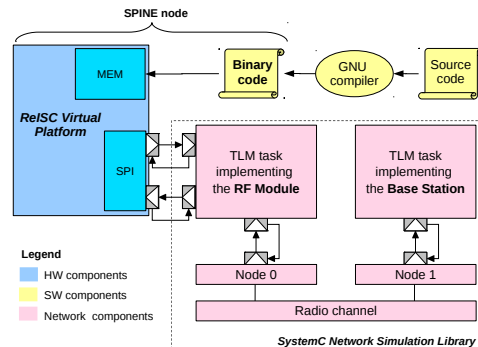 SPINE node
MEM
ReISC Virtual
Platform
SPI
Binary
code
GNU
compiler
Source
code
TLM task
implementing
the RF Module
TLM task
implementing
the Base Station
Node 0
Node 1
Radio channel
SystemC Network Simulation Library
Legend
HW components
SW components
Network components